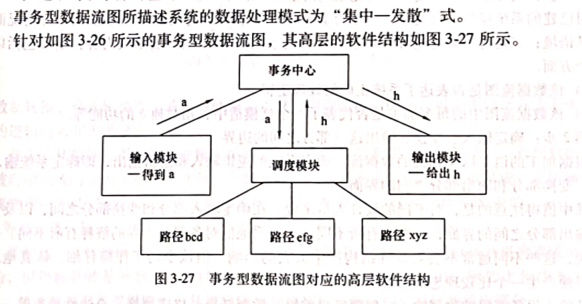 事务型数据流图所描述系统的数据处理模式为“集中—发散”式。
针对如图 3-26 所示的事务型数据流图，其高层的软件结构如图 3-27 所示。
事务中心
a
a
h
输入模块
—得到 a
调度模块
输出模块
—给出 h
路径bcd
路径 efg
路径 xyz
图 3-27 事务型数据流图对应的高层软件结构